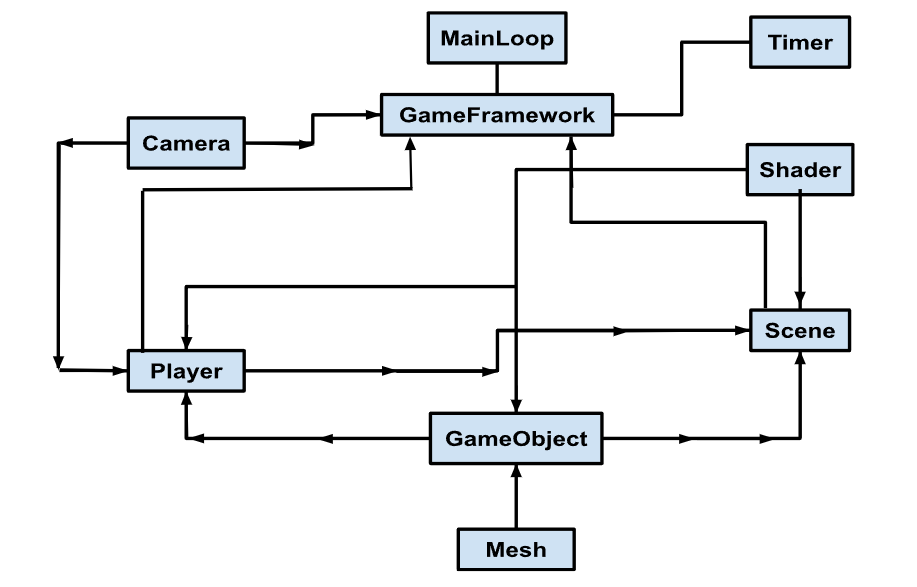 MainLoop
Timer
GameFramework
Camera
Shader
Scene
Player
GameObject
Mesh